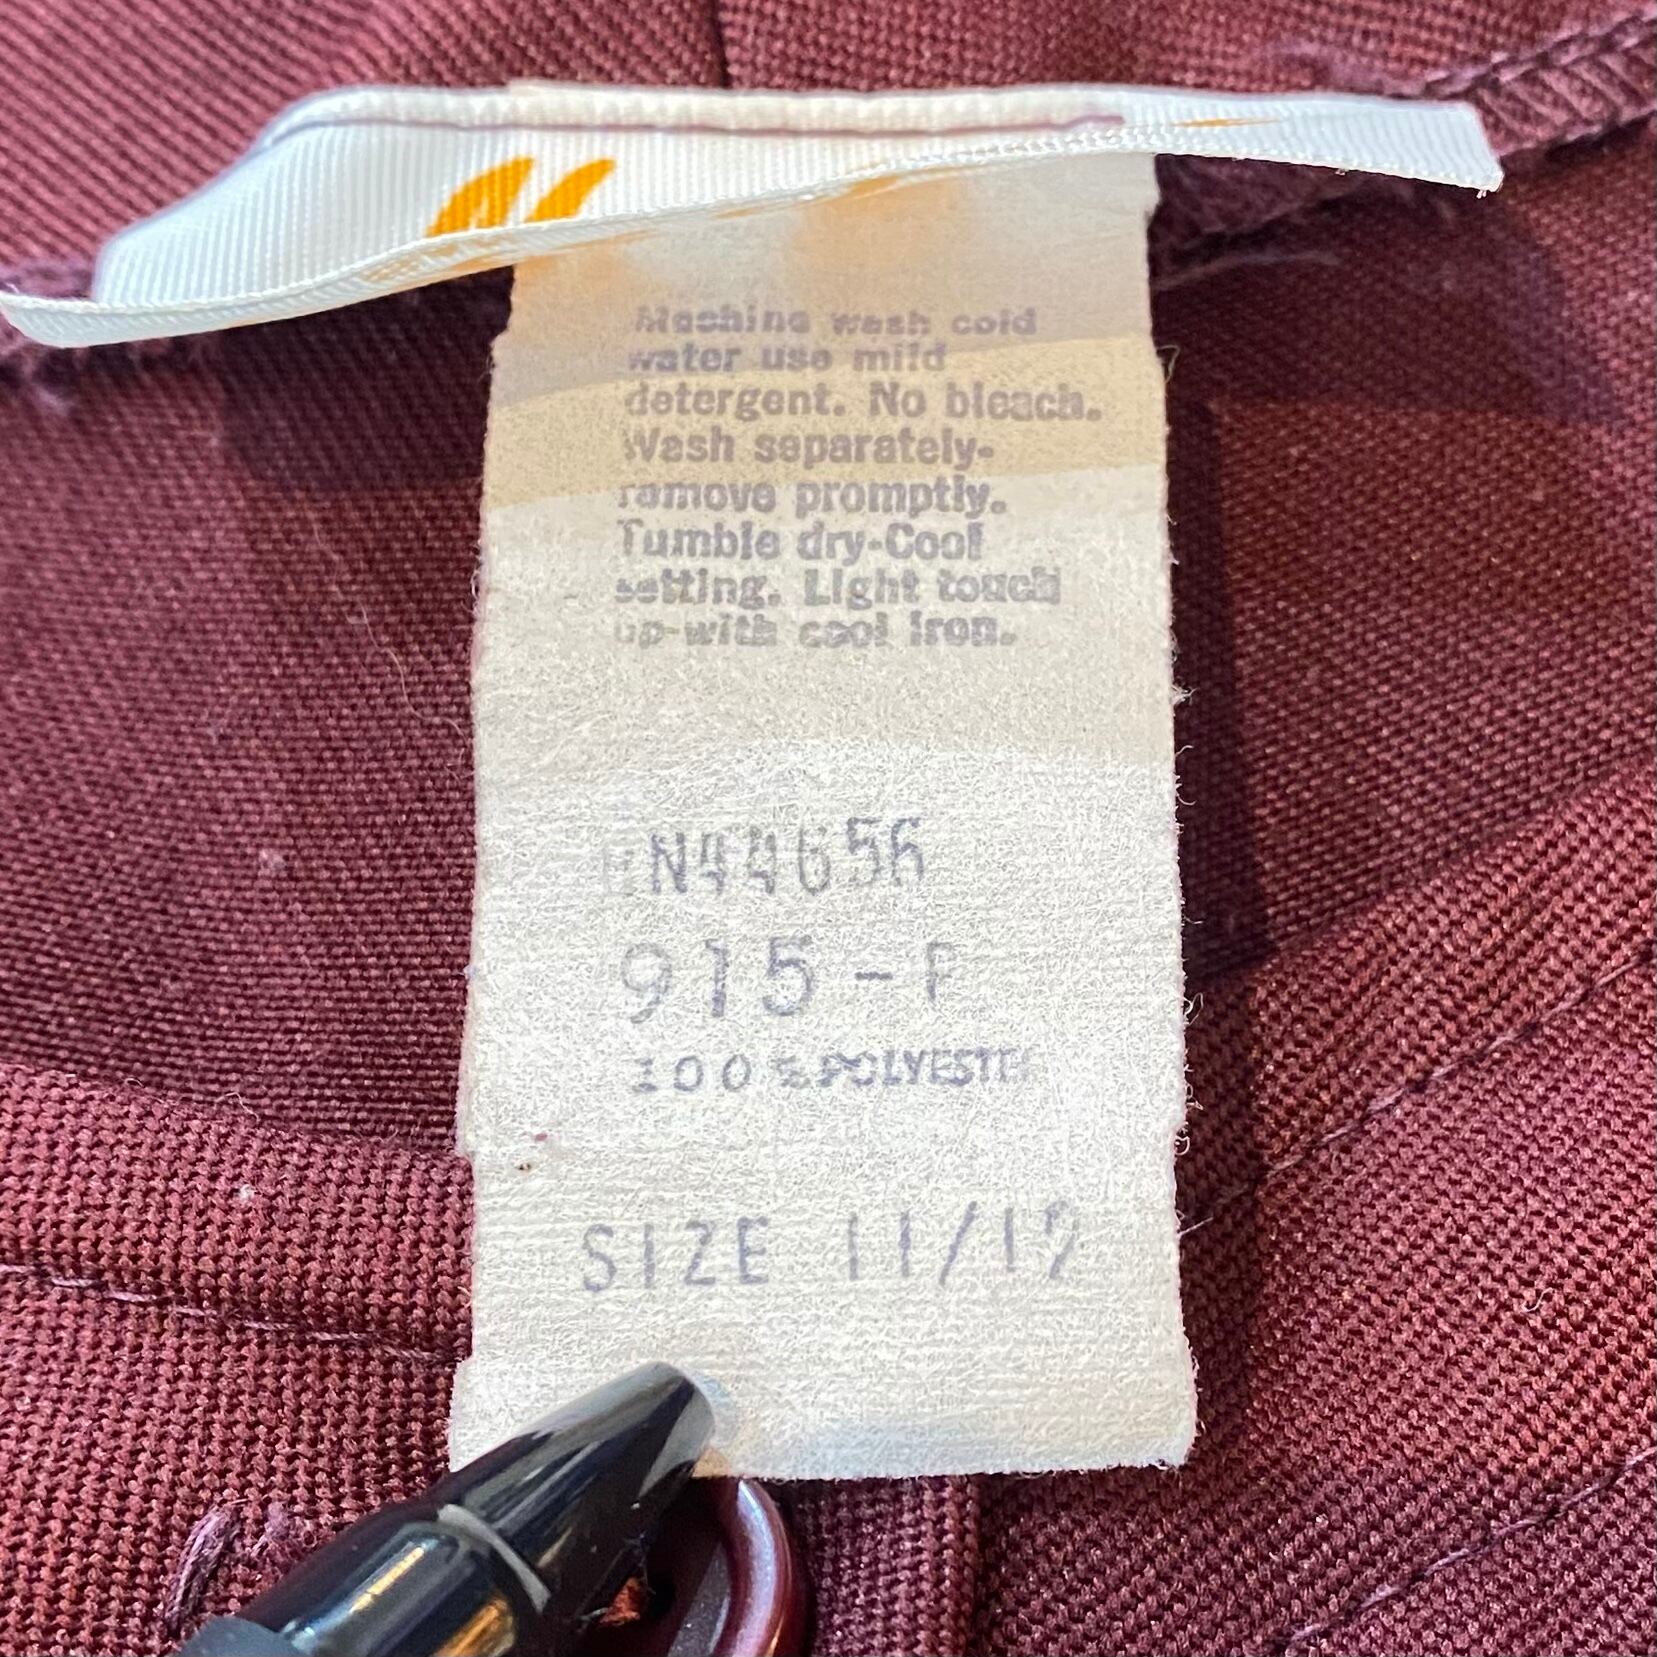 Machine wash cold
water use mild
detergent. No bleach.
Wash separately-
remove promptly.
Tumble dry-Cool
setting. Light touch
up-with cool iron.
RN44656
915-P
100% POLYESTER
SIZE 11/12